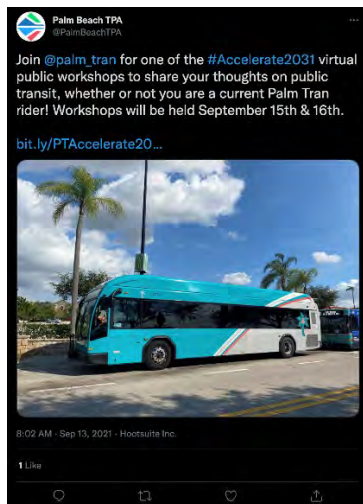 Palm Beach TPA
@PalmBeachTPA
Join @palm_tran for one of the #Accelerate2031 virtual
public workshops to share your thoughts on public
transit, whether or not you are a current Palm Tran
rider! Workshops will be held September 15th & 16th.
bit.ly/PTAccelerate20...
8:02 AM · Sep 13, 2021 · Hootsuite Inc.
1 Like